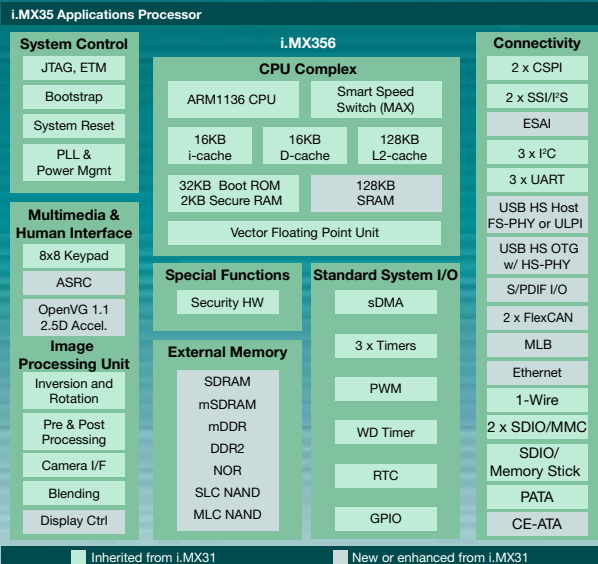 i.MX35 Applications Processor
System Control
JTAG, ETM
Bootstrap
System Reset
PLL &
Power Mgmt
Multimedia &
Human Interface
8x8 Keypad
ASRC
OpenVG 1.1
2.5D Accel.
Image
Processing Unit
Inversion and
Rotation
Pre & Post
Processing
Camera I/F
Blending
Display Ctrl
i.MX356
CPU Complex
ARM1136 CPU
Smart Speed
Switch (MAX)
16KB
i-cache
16KB
D-cache
128KB
L2-cache
32KB Boot ROM
2KB Secure RAM
128KB
SRAM
Vector Floating Point Unit
Special Functions
Security HW
External Memory
SDRAM
mSDRAM
mDDR
DDR2
NOR
SLC NAND
MLC NAND
Standard System I/O
sDMA
3 x Timers
PWM
WD Timer
RTC
GPIO
Connectivity
2 x CSPI
2 x SSI/I²S
ESAI
3 x I²C
3 x UART
USB HS Host
FS-PHY or ULPI
USB HS OTG
w/ HS-PHY
S/PDIF I/O
2 x FlexCAN
MLB
Ethernet
1-Wire
2 x SDIO/MMC
SDIO/
Memory Stick
PATA
CE-ATA
Inherited from i.MX31
New or enhanced from i.MX31